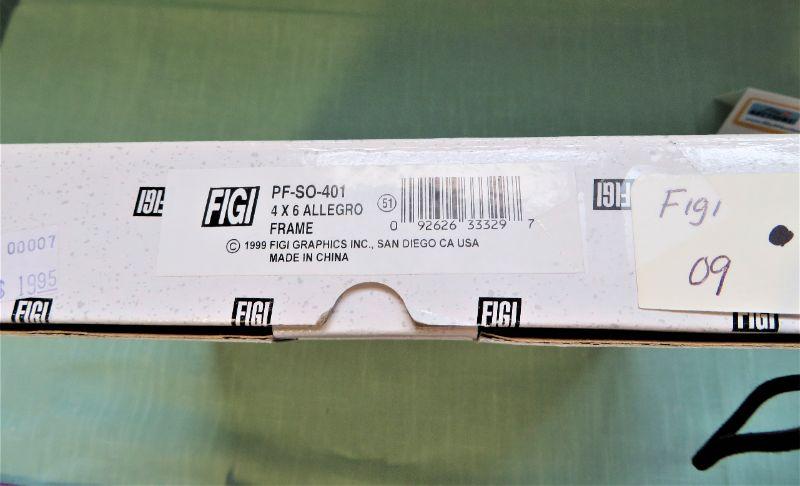 FIGI
FIGI
PF-SO-401
4 X 6 ALLEGRO
FRAME
51
0 92626 33329 7
© 1999 FIGI GRAPHICS INC., SAN DIEGO CA USA
MADE IN CHINA
FIGI
Figi
09
00007
$ 1995
FIGI
FIGI
FIGI
FIGI